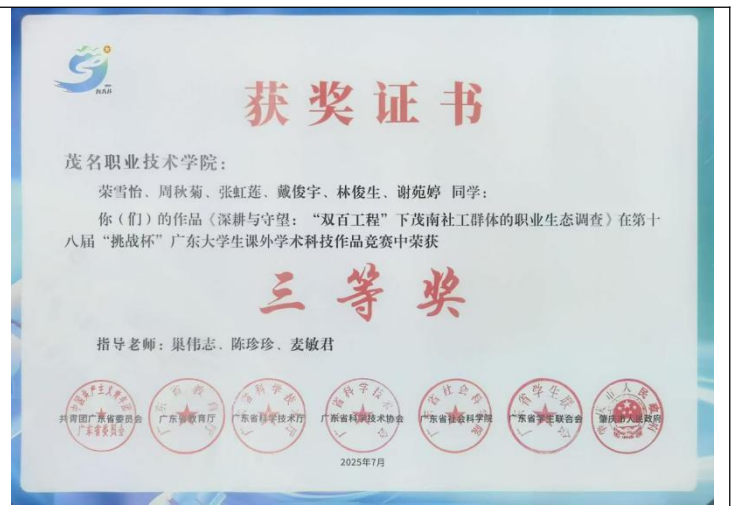 获奖证书
茂名职业技术学院：
荣雪怡、周秋菊、张虹莲、戴俊宇、林俊生、谢苑婷 同学：
你（们）的作品《深耕与守望：“双百工程”下茂南社工群体的职业生态调查》在第十
八届“挑战杯”广东大学生课外学术科技作品竞赛中荣获
三等奖
指导老师：巢伟志、陈珍珍、麦敏君
共青团广东省委员会 广东省教育厅 广东省科学技术厅 广东省科学技术协会 广东省社会科学院 广东省学生联合会 肇庆市人民政府
2025年7月